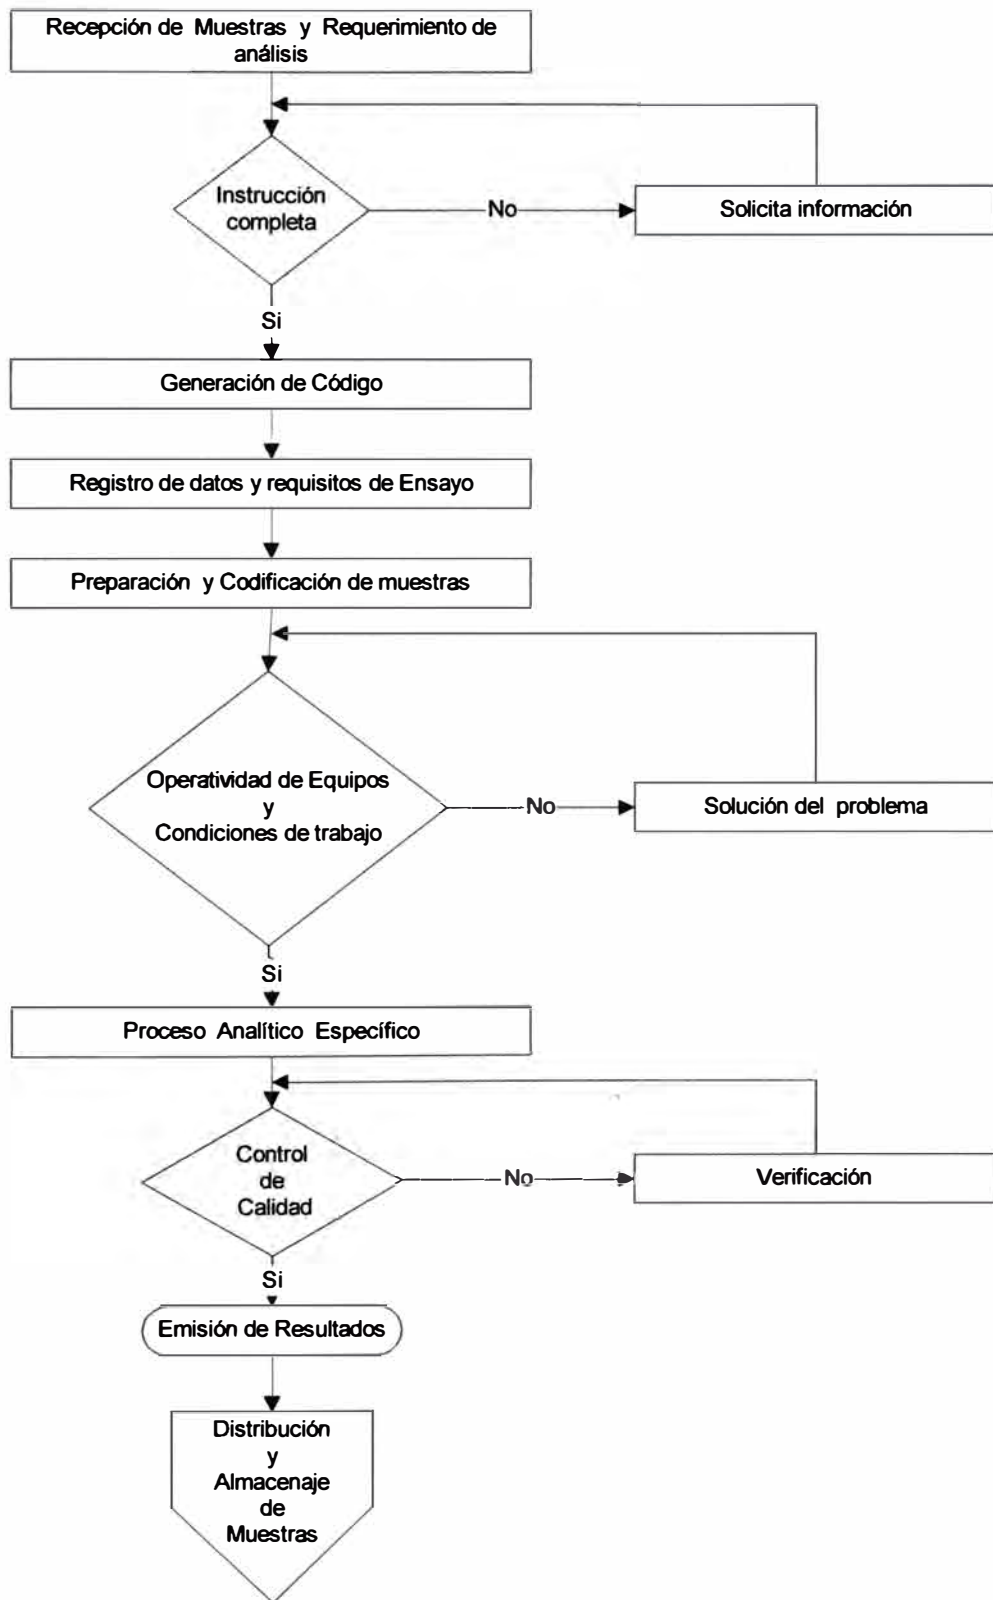 Recepción de Muestras y Requerimiento de
análisis
Instrucción
completa
No
Solicita información
Si
Generación de Código
Registro de datos y requisitos de Ensayo
Preparación y Codificación de muestras
Operatividad de Equipos
y
Condiciones de trabajo
No
Solución del problema
Si
Proceso Analítico Específico
Control
de
Calidad
No
Verificación
Si
Emisión de Resultados
Distribución
y
Almacenaje
de
Muestras